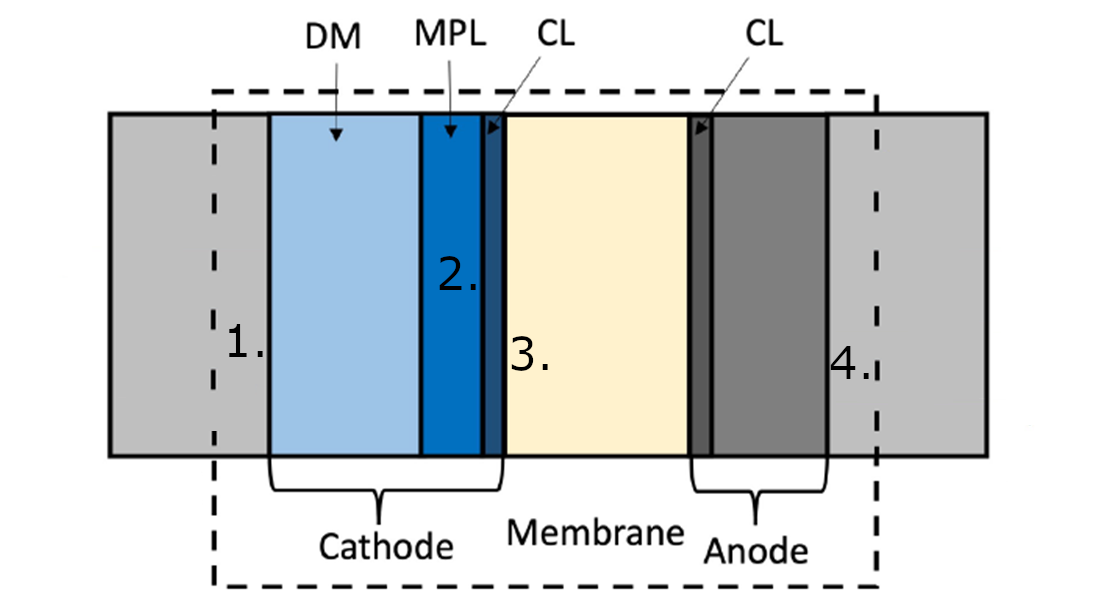 DM MPL CL CL
2.
1.
3.
4.
Cathode
Membrane
Anode